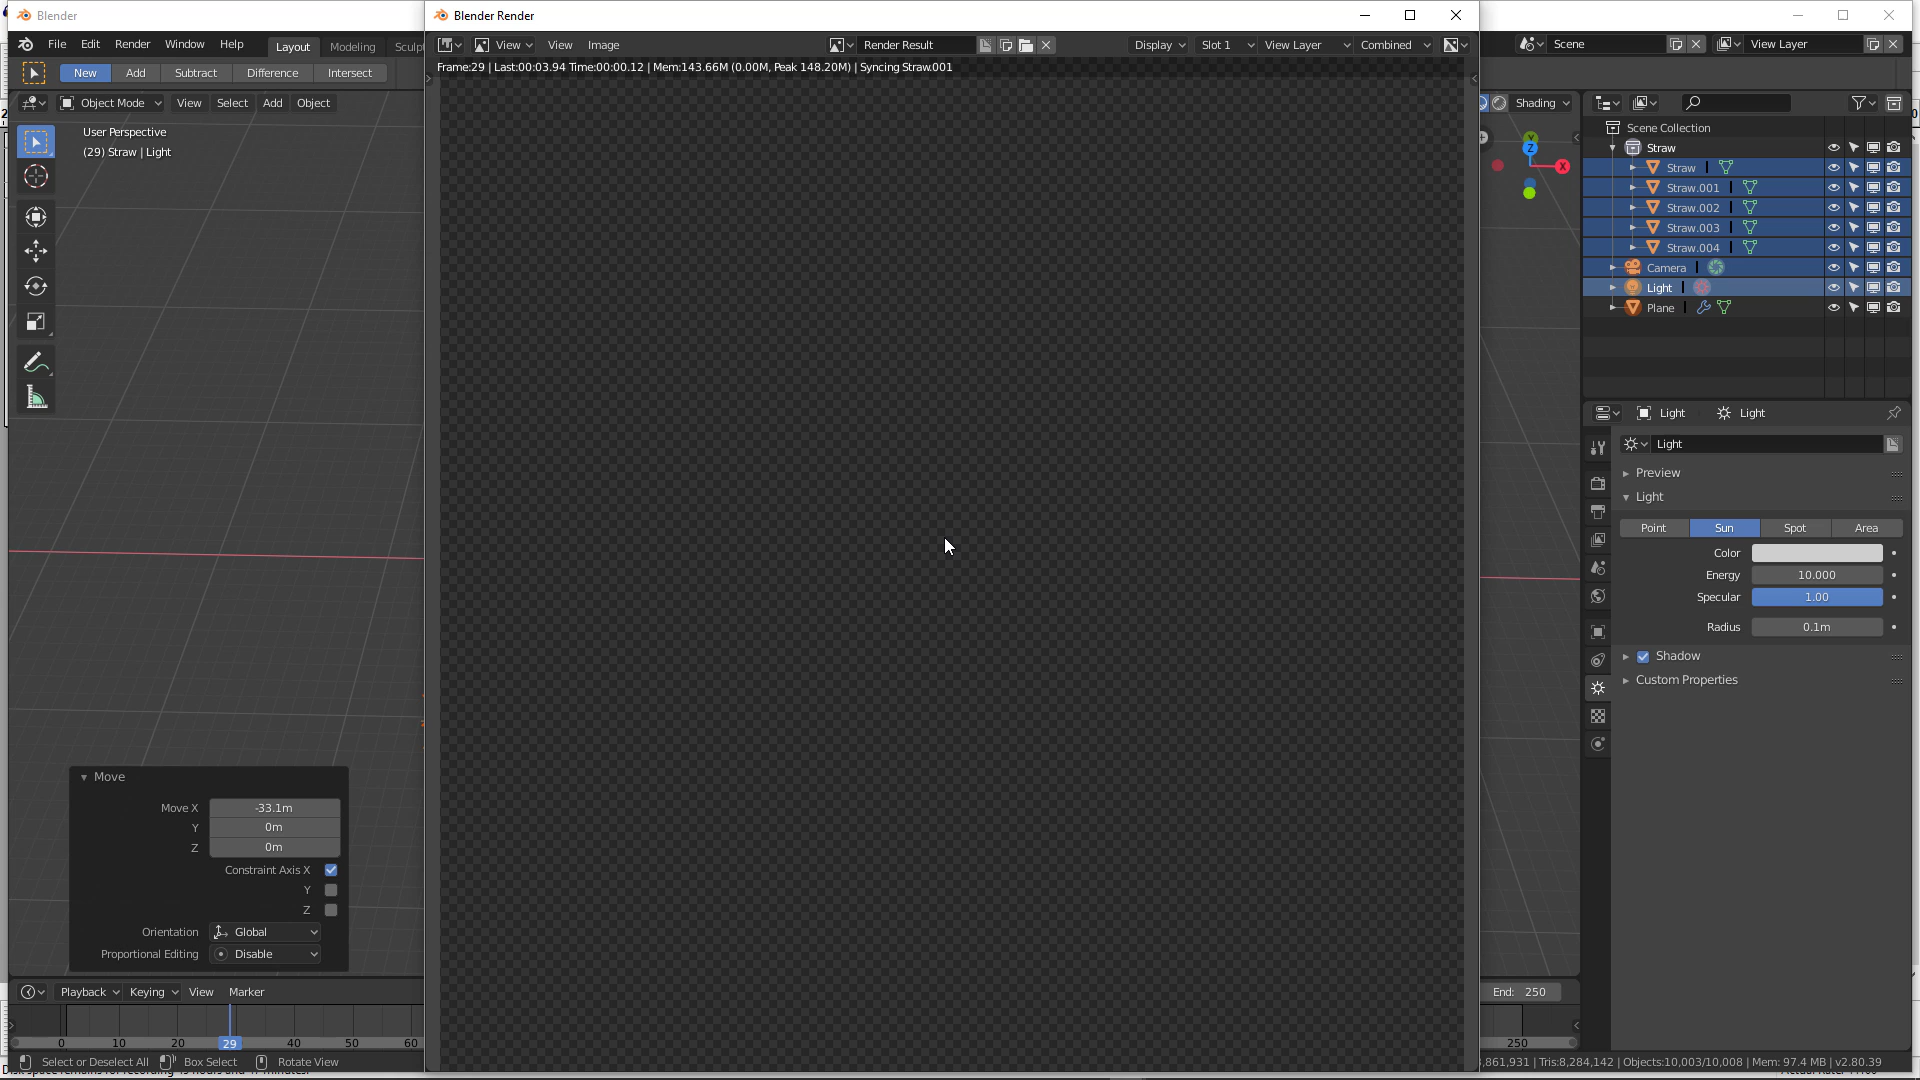 Blender
Blender Render
File Edit Render Window Help
Layout Modeling Sculpt
View View Image
Render Result
Display Slot 1 View Layer Combined
Scene
View Layer
New Add Subtract Difference Intersect
Frame:29 | Last:00:03.94 Time:00:00.12 | Mem:143.66M (0.00M, Peak 148.20M) | Syncing Straw.001
Object Mode View Select Add Object
Shading
User Perspective
(29) Straw | Light
Y
Z
X
Scene Collection
Straw
Straw
Straw.001
Straw.002
Straw.003
Straw.004
Camera
Light
Plane
Light Light
Light
Preview
Light
Point Sun Spot Area
Color
Energy 10.000
Specular 1.00
Radius 0.1m
Shadow
Custom Properties
Move
Move X -33.1m
Y 0m
Z 0m
Constraint Axis X
Y
Z
Orientation Global
Proportional Editing Disable
Playback Keying View Marker
End: 250
0 10 20 29 40 50 60
250
Select or Deselect All Box Select Rotate View
,861,931 | Tris:8,284,142 | Objects:10,003/10,008 | Mem: 97.4 MB | v2.80.39